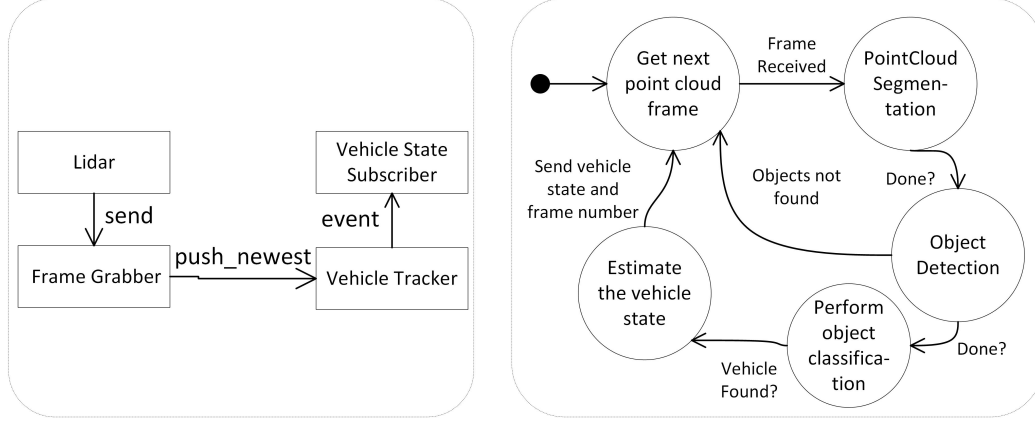 Lidar
send
Frame Grabber
push_newest
Vehicle State
Subscriber
event
Vehicle Tracker
Get next
point cloud
frame
Frame
Received
PointCloud
Segmen-
tation
Done?
Object
Detection
Objects not
found
Done?
Perform
object
classifica-
tion
Vehicle
Found?
Estimate
the vehicle
state
Send vehicle
state and
frame number